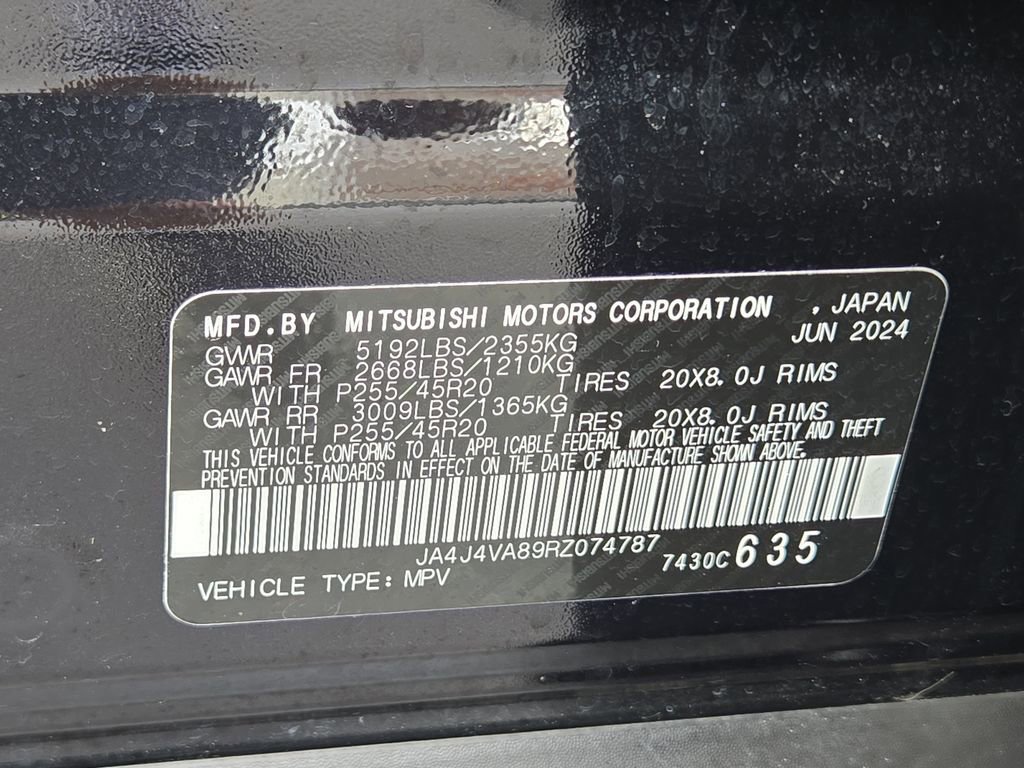 MFD.BY MITSUBISHI MOTORS CORPORATION , JAPAN
JUN 2024
GVWR 5192LBS/2355KG
GAWR FR 2668LBS/1210KG
WITH P255/45R20 TIRES 20X8.0J RIMS
GAWR RR 3009LBS/1365KG
WITH P255/45R20 TIRES 20X8.0J RIMS
THIS VEHICLE CONFORMS TO ALL APPLICABLE FEDERAL MOTOR VEHICLE SAFETY AND THEFT
PREVENTION STANDARDS IN EFFECT ON THE DATE OF MANUFACTURE SHOWN ABOVE.
JA4J4VA89RZ074787
7430C 635
VEHICLE TYPE: MPV